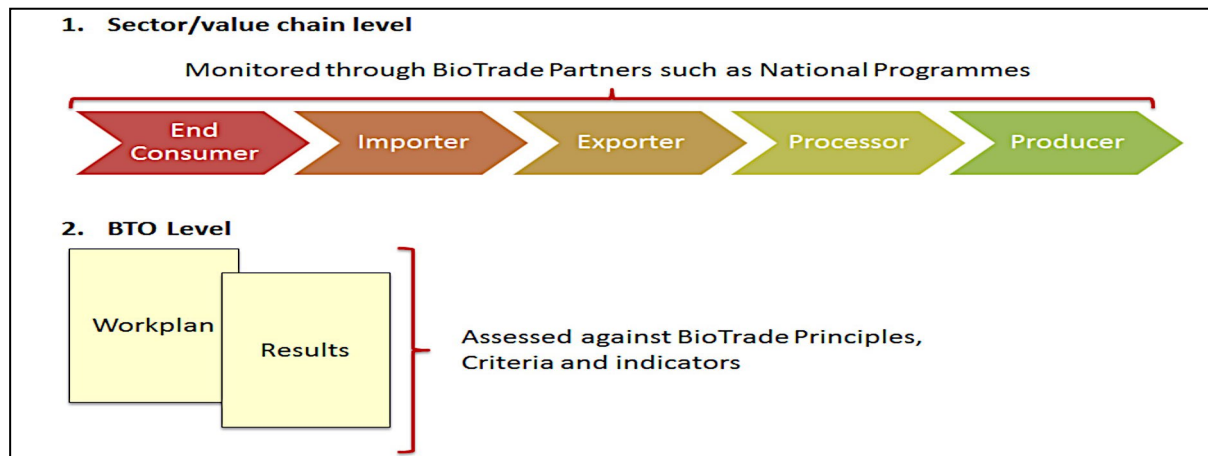 1. Sector/value chain level
Monitored through BioTrade Partners such as National Programmes
End
Consumer
Importer
Exporter
Processor
Producer
2. BTO Level
Workplan
Results
Assessed against BioTrade Principles,
Criteria and indicators